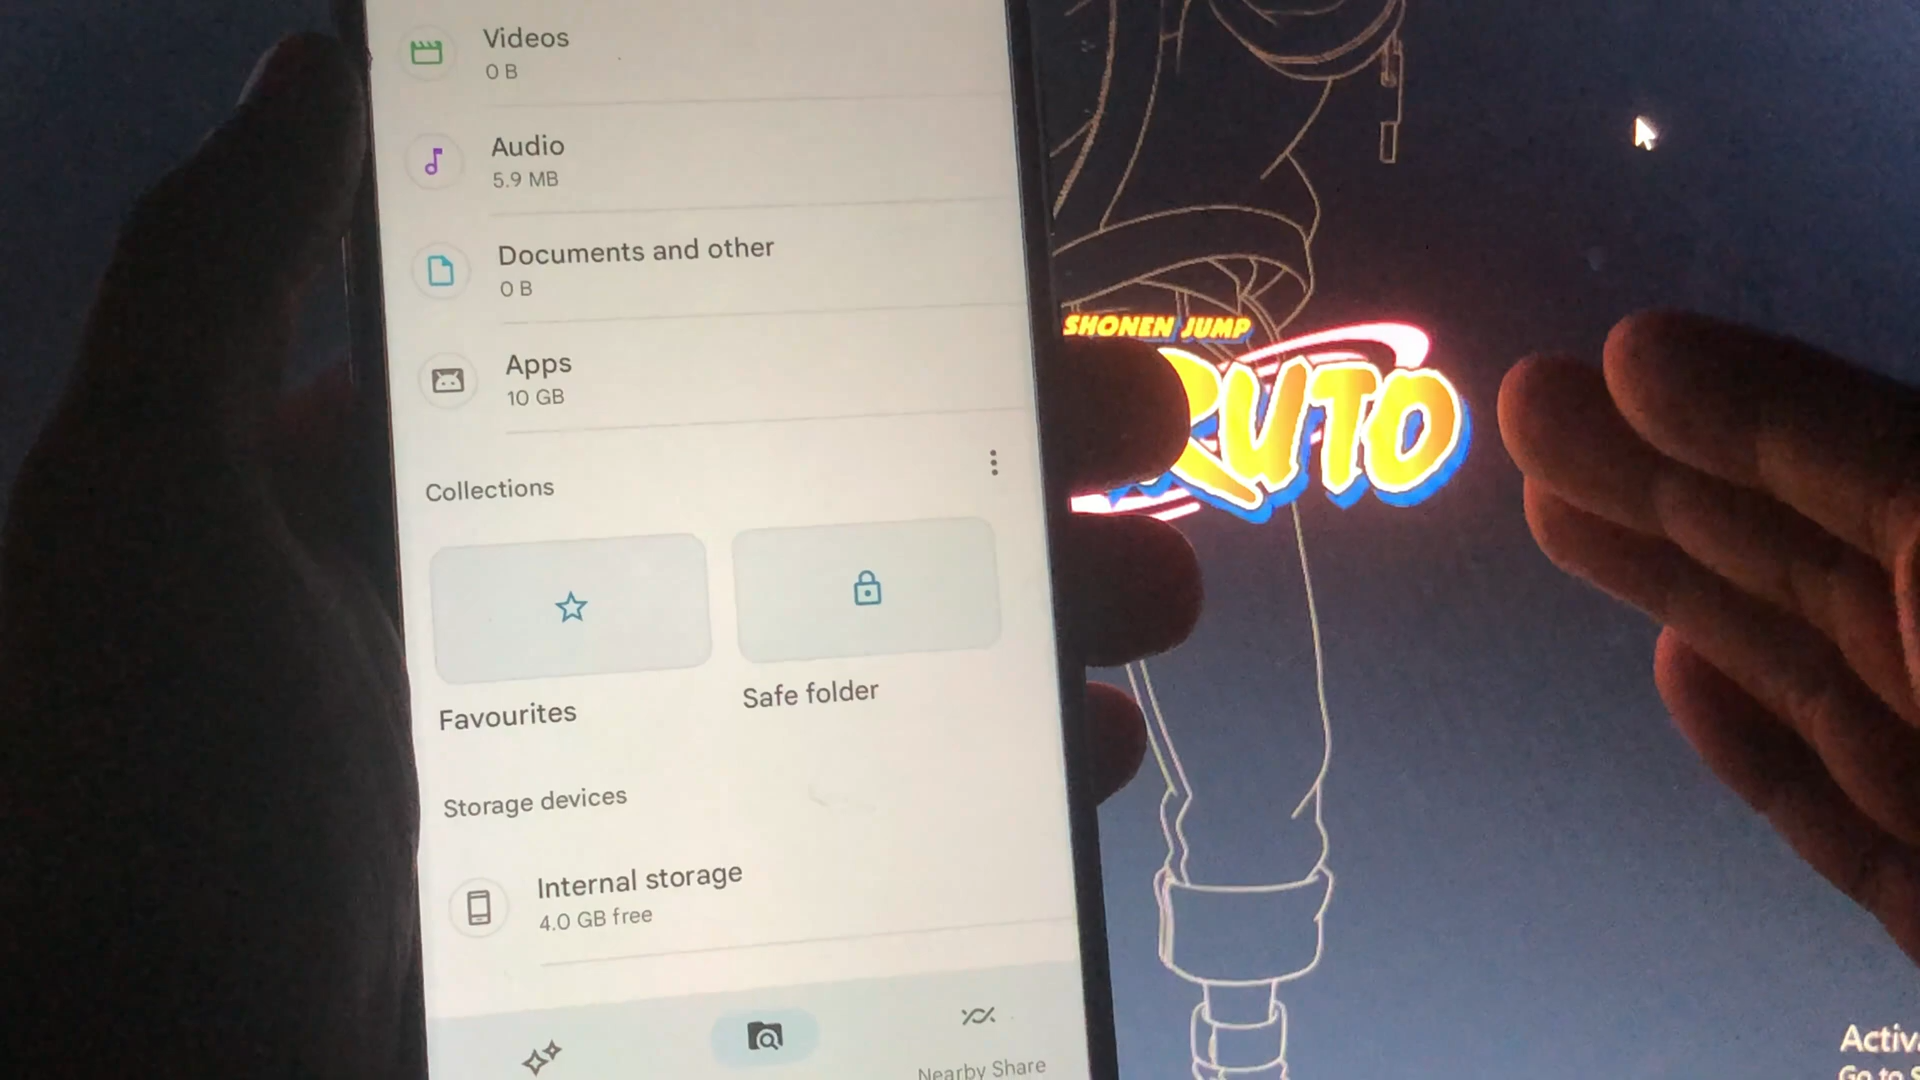 Videos
0 B
Audio
5.9 MB
Documents and other
0 B
Apps
10 GB
Collections
Favourites
Safe folder
Storage devices
Internal storage
4.0 GB free
Nearby Share
SHONEN JUMP
RUTO
Activ
Go to S